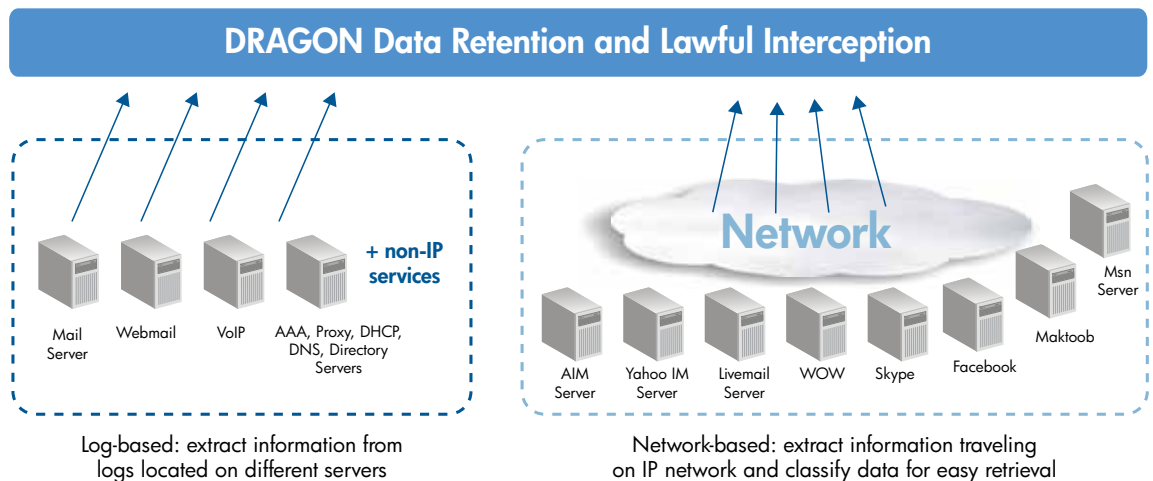 DRAGON Data Retention and Lawful Interception
+ non-IP
services
Mail
Server
Webmail
VoIP
AAA, Proxy, DHCP,
DNS, Directory
Servers
Log-based: extract information from
logs located on different servers
Network
AIM
Server
Yahoo IM
Server
Livemail
Server
WOW
Skype
Facebook
Maktoob
Msn
Server
Network-based: extract information traveling
on IP network and classify data for easy retrieval